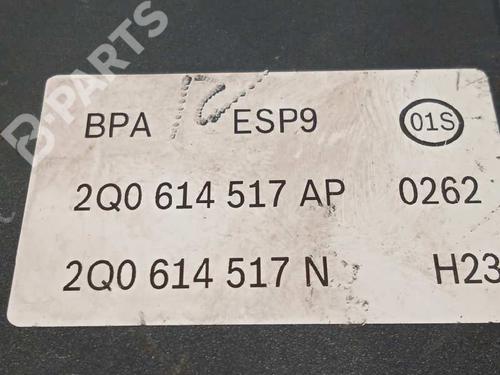 B-PARTS
BPA ESP9 01S
2Q0 614 517 AP 0262
2Q0 614 517 N H23